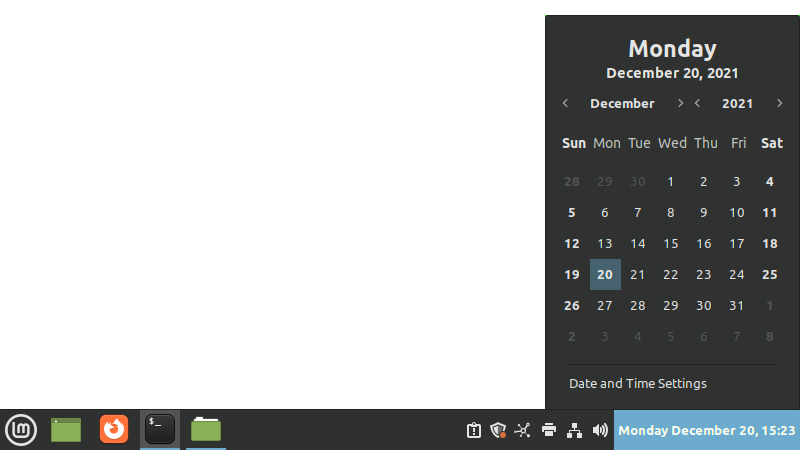 Monday
December 20, 2021
December 2021
Sun Mon Tue Wed Thu Fri Sat
28 29 30 1 2 3 4
5 6 7 8 9 10 11
12 13 14 15 16 17 18
19 20 21 22 23 24 25
26 27 28 29 30 31 1
2 3 4 5 6 7 8
Date and Time Settings
lm $_ Monday December 20, 15:23